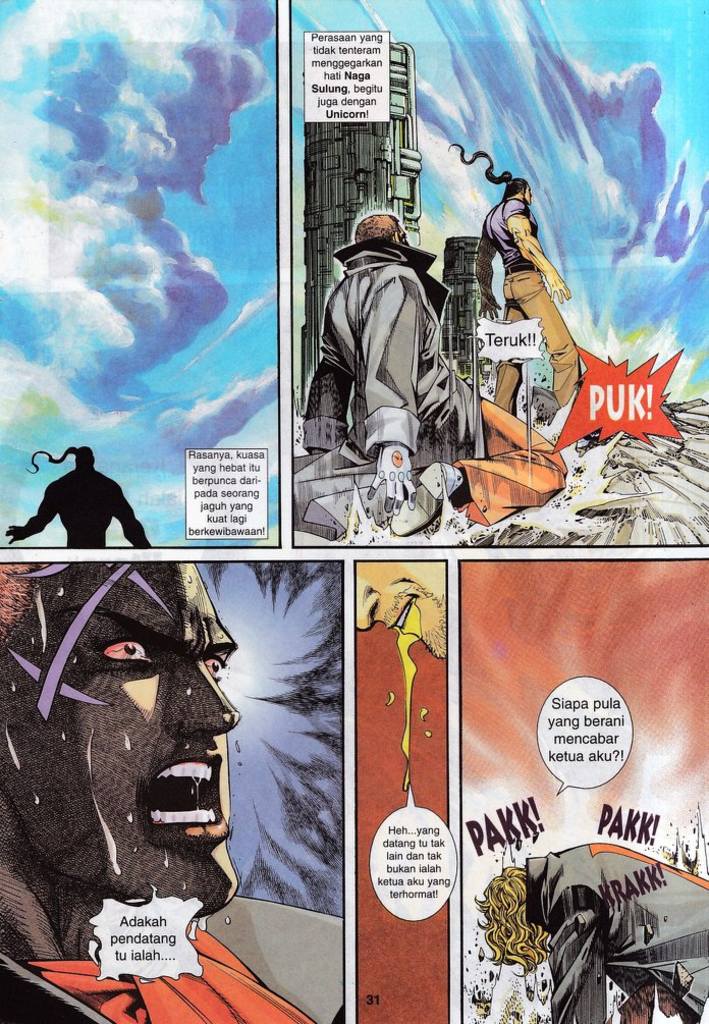 Rasanya, kuasa
yang hebat itu
berpunca dari-
pada seorang
jaguh yang
kuat lagi
berkewibawaan!
Perasaan yang
tidak tenteram
menggegarkan
hati Naga
Sulung, begitu
juga dengan
Unicorn!
Teruk!!
PUK!
Adakah
pendatang
tu ialah....
Heh...yang
datang tu tak
lain dan tak
bukan ialah
ketua aku yang
terhormat!
Siapa pula
yang berani
mencabar
ketua aku?!
PAKK!
PAKK!
KRAKK!
31